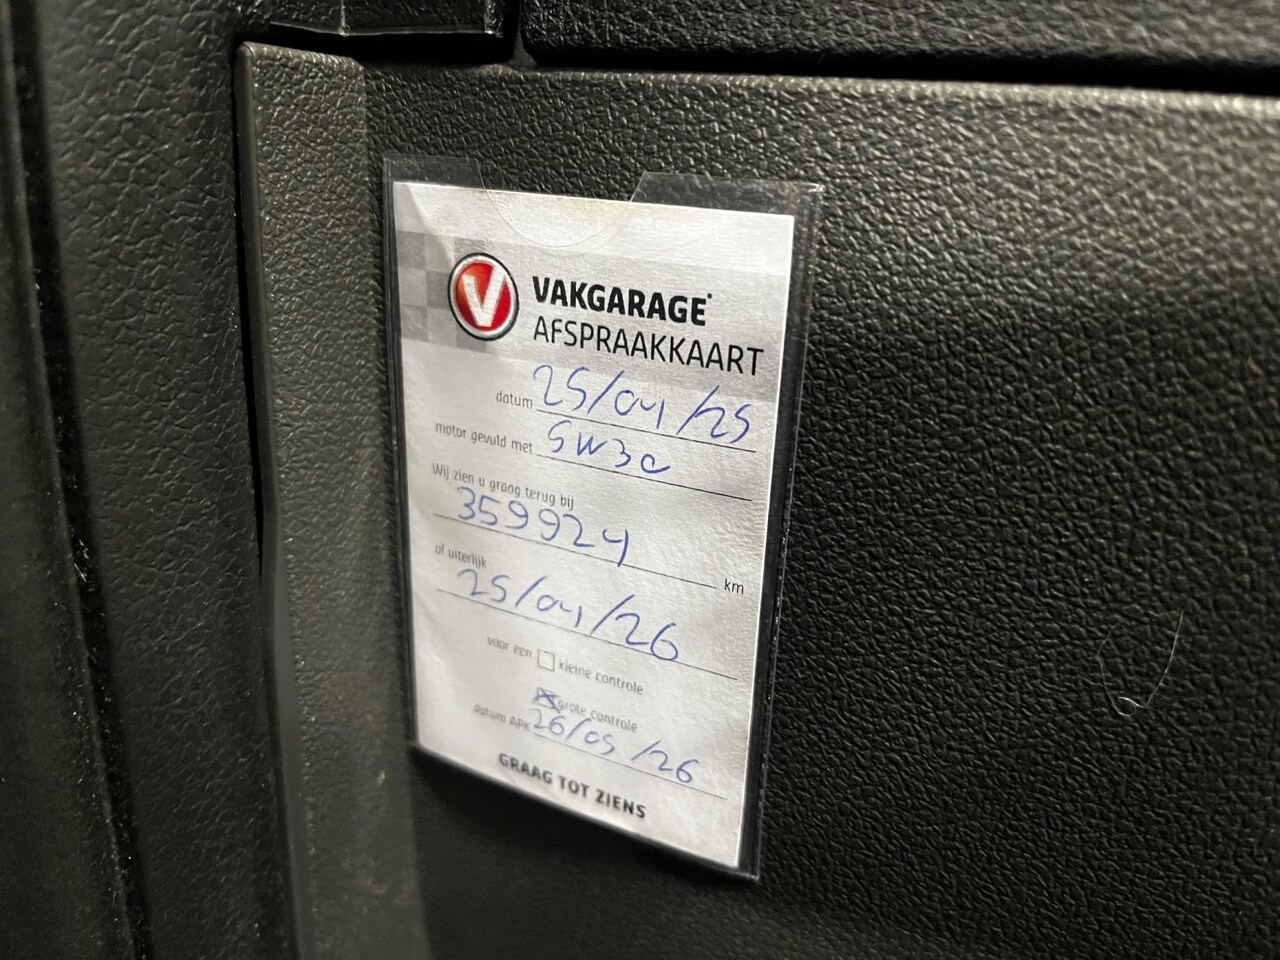 V VAKGARAGE
AFSPRAAKKAART
datum 25/04/25
motor gevuld met 5W30
Wij zien u graag terug bij
359924 km
of uiterlijk
25/04/26
voor een kleine controle
grote controle
datum APK 26/05/26
GRAAG TOT ZIENS